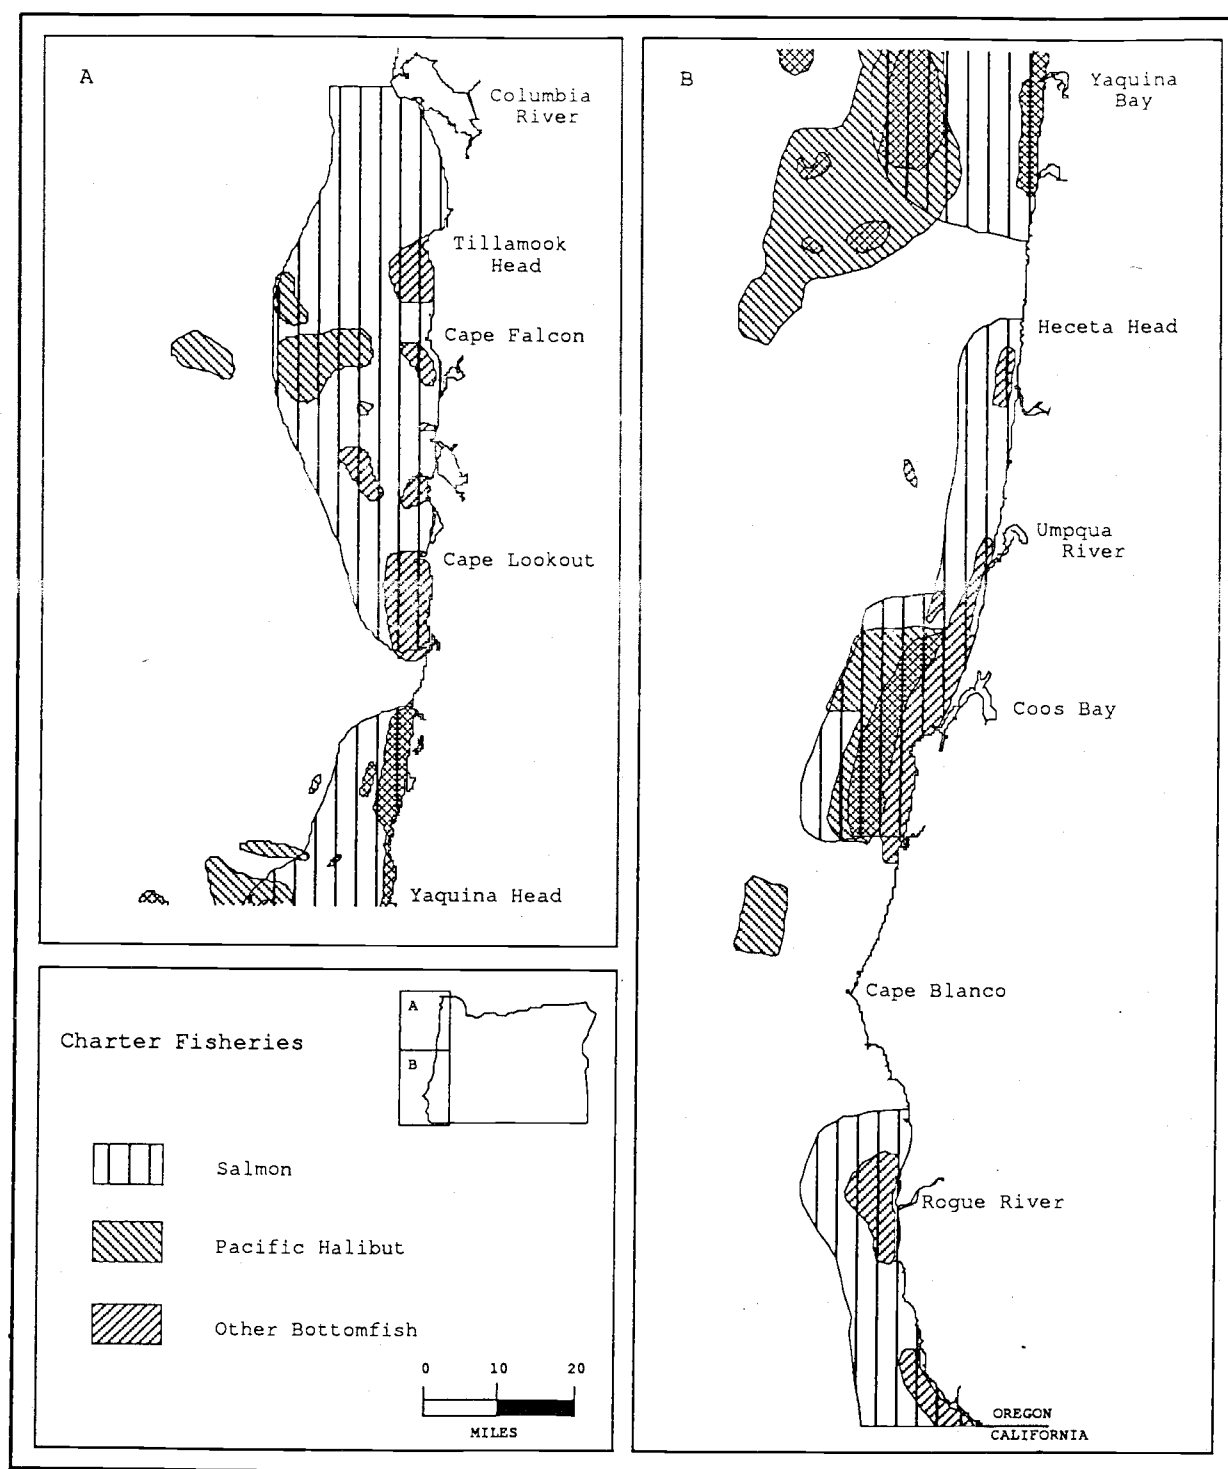 A
Columbia
River
Tillamook
Head
Cape Falcon
Cape Lookout
Yaquina Head
B
Yaquina
Bay
Heceta Head
Umpqua
River
Coos Bay
Cape Blanco
Rogue River
OREGON
CALIFORNIA
Charter Fisheries
A
B
Salmon
Pacific Halibut
Other Bottomfish
0 10 20
MILES